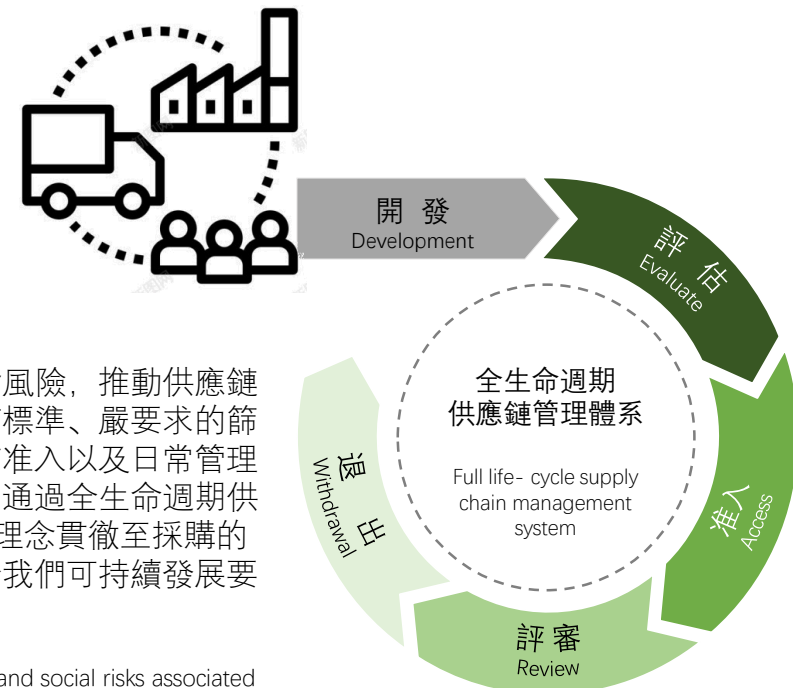 開 發
Development
評 估
Evaluate
全生命週期
供應鏈管理體系
Full life- cycle supply
chain management
system
准入
Access
評 審
Review
退 出
Withdrawal
風險，推動供應鏈
標準、嚴要求的篩
准入以及日常管理
通過全生命週期供
理念貫徹至採購的
我們可持續發展要
and social risks associated